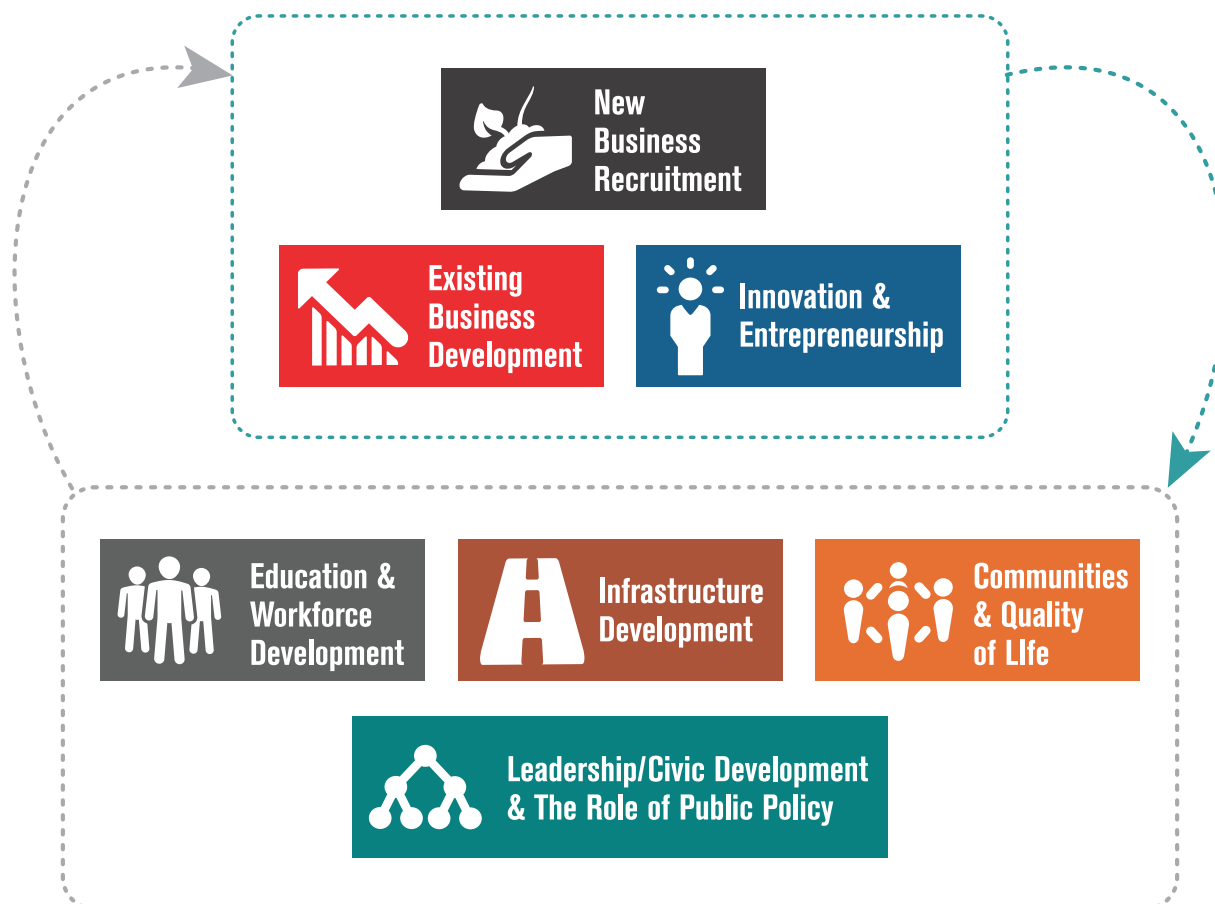 New
Business
Recruitment
Existing
Business
Development
Innovation &
Entrepreneurship
Education &
Workforce
Development
Infrastructure
Development
Communities
& Quality
of LIfe
Leadership/Civic Development
& The Role of Public Policy